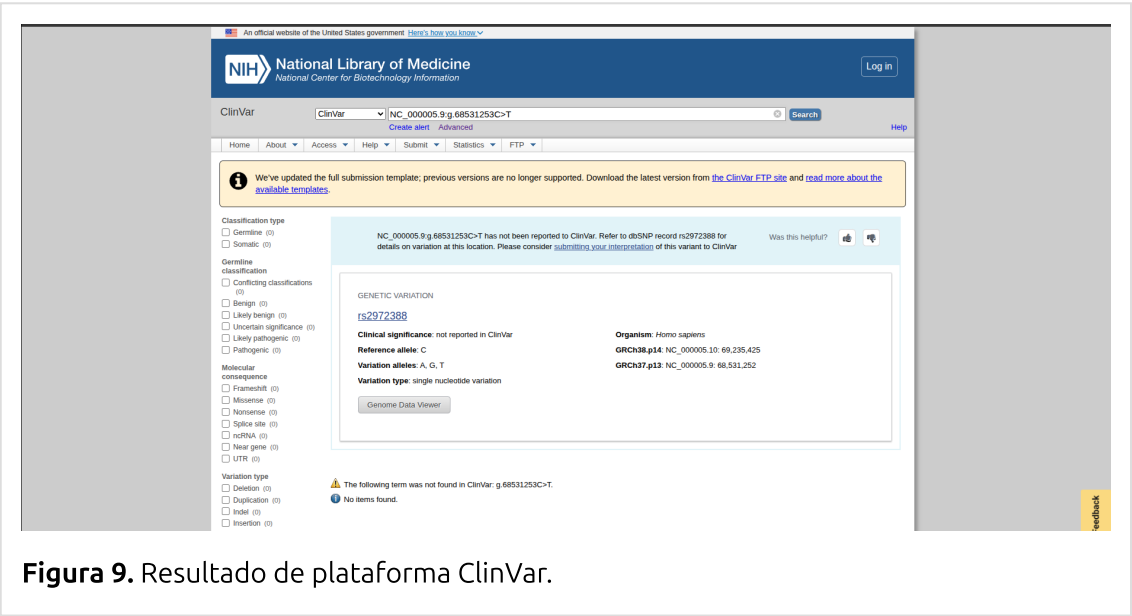 An official website of the United States government Here's how you know
NIH National Library of Medicine
National Center for Biotechnology Information
Log in
ClinVar
ClinVar
NC_000005.9:g.68531253C>T
Search
Create alert Advanced
Help
Home About Access Help Submit Statistics FTP
We've updated the full submission template; previous versions are no longer supported. Download the latest version from the ClinVar FTP site and read more about the
available templates.
Classification type
Germline (0)
Somatic (0)
Germline
classification
Conflicting classifications
(0)
Benign (0)
Likely benign (0)
Uncertain significance (0)
Likely pathogenic (0)
Pathogenic (0)
Molecular
consequence
Frameshift (0)
Missense (0)
Nonsense (0)
Splice site (0)
ncRNA (0)
Near gene (0)
UTR (0)
Variation type
Deletion (0)
Duplication (0)
Indel (0)
Insertion (0)
NC_000005.9:g.68531253C>T has not been reported to ClinVar. Refer to dbSNP record rs2972388 for
details on variation at this location. Please consider submitting your interpretation of this variant to ClinVar
Was this helpful?
GENETIC VARIATION
rs2972388
Clinical significance: not reported in ClinVar
Reference allele: C
Variation alleles: A, G, T
Variation type: single nucleotide variation
Organism: Homo sapiens
GRCh38.p14: NC_000005.10: 69,235,425
GRCh37.p13: NC_000005.9: 68,531,252
Genome Data Viewer
The following term was not found in ClinVar: g.68531253C>T.
No items found.
Feedback
Figura 9. Resultado de plataforma ClinVar.